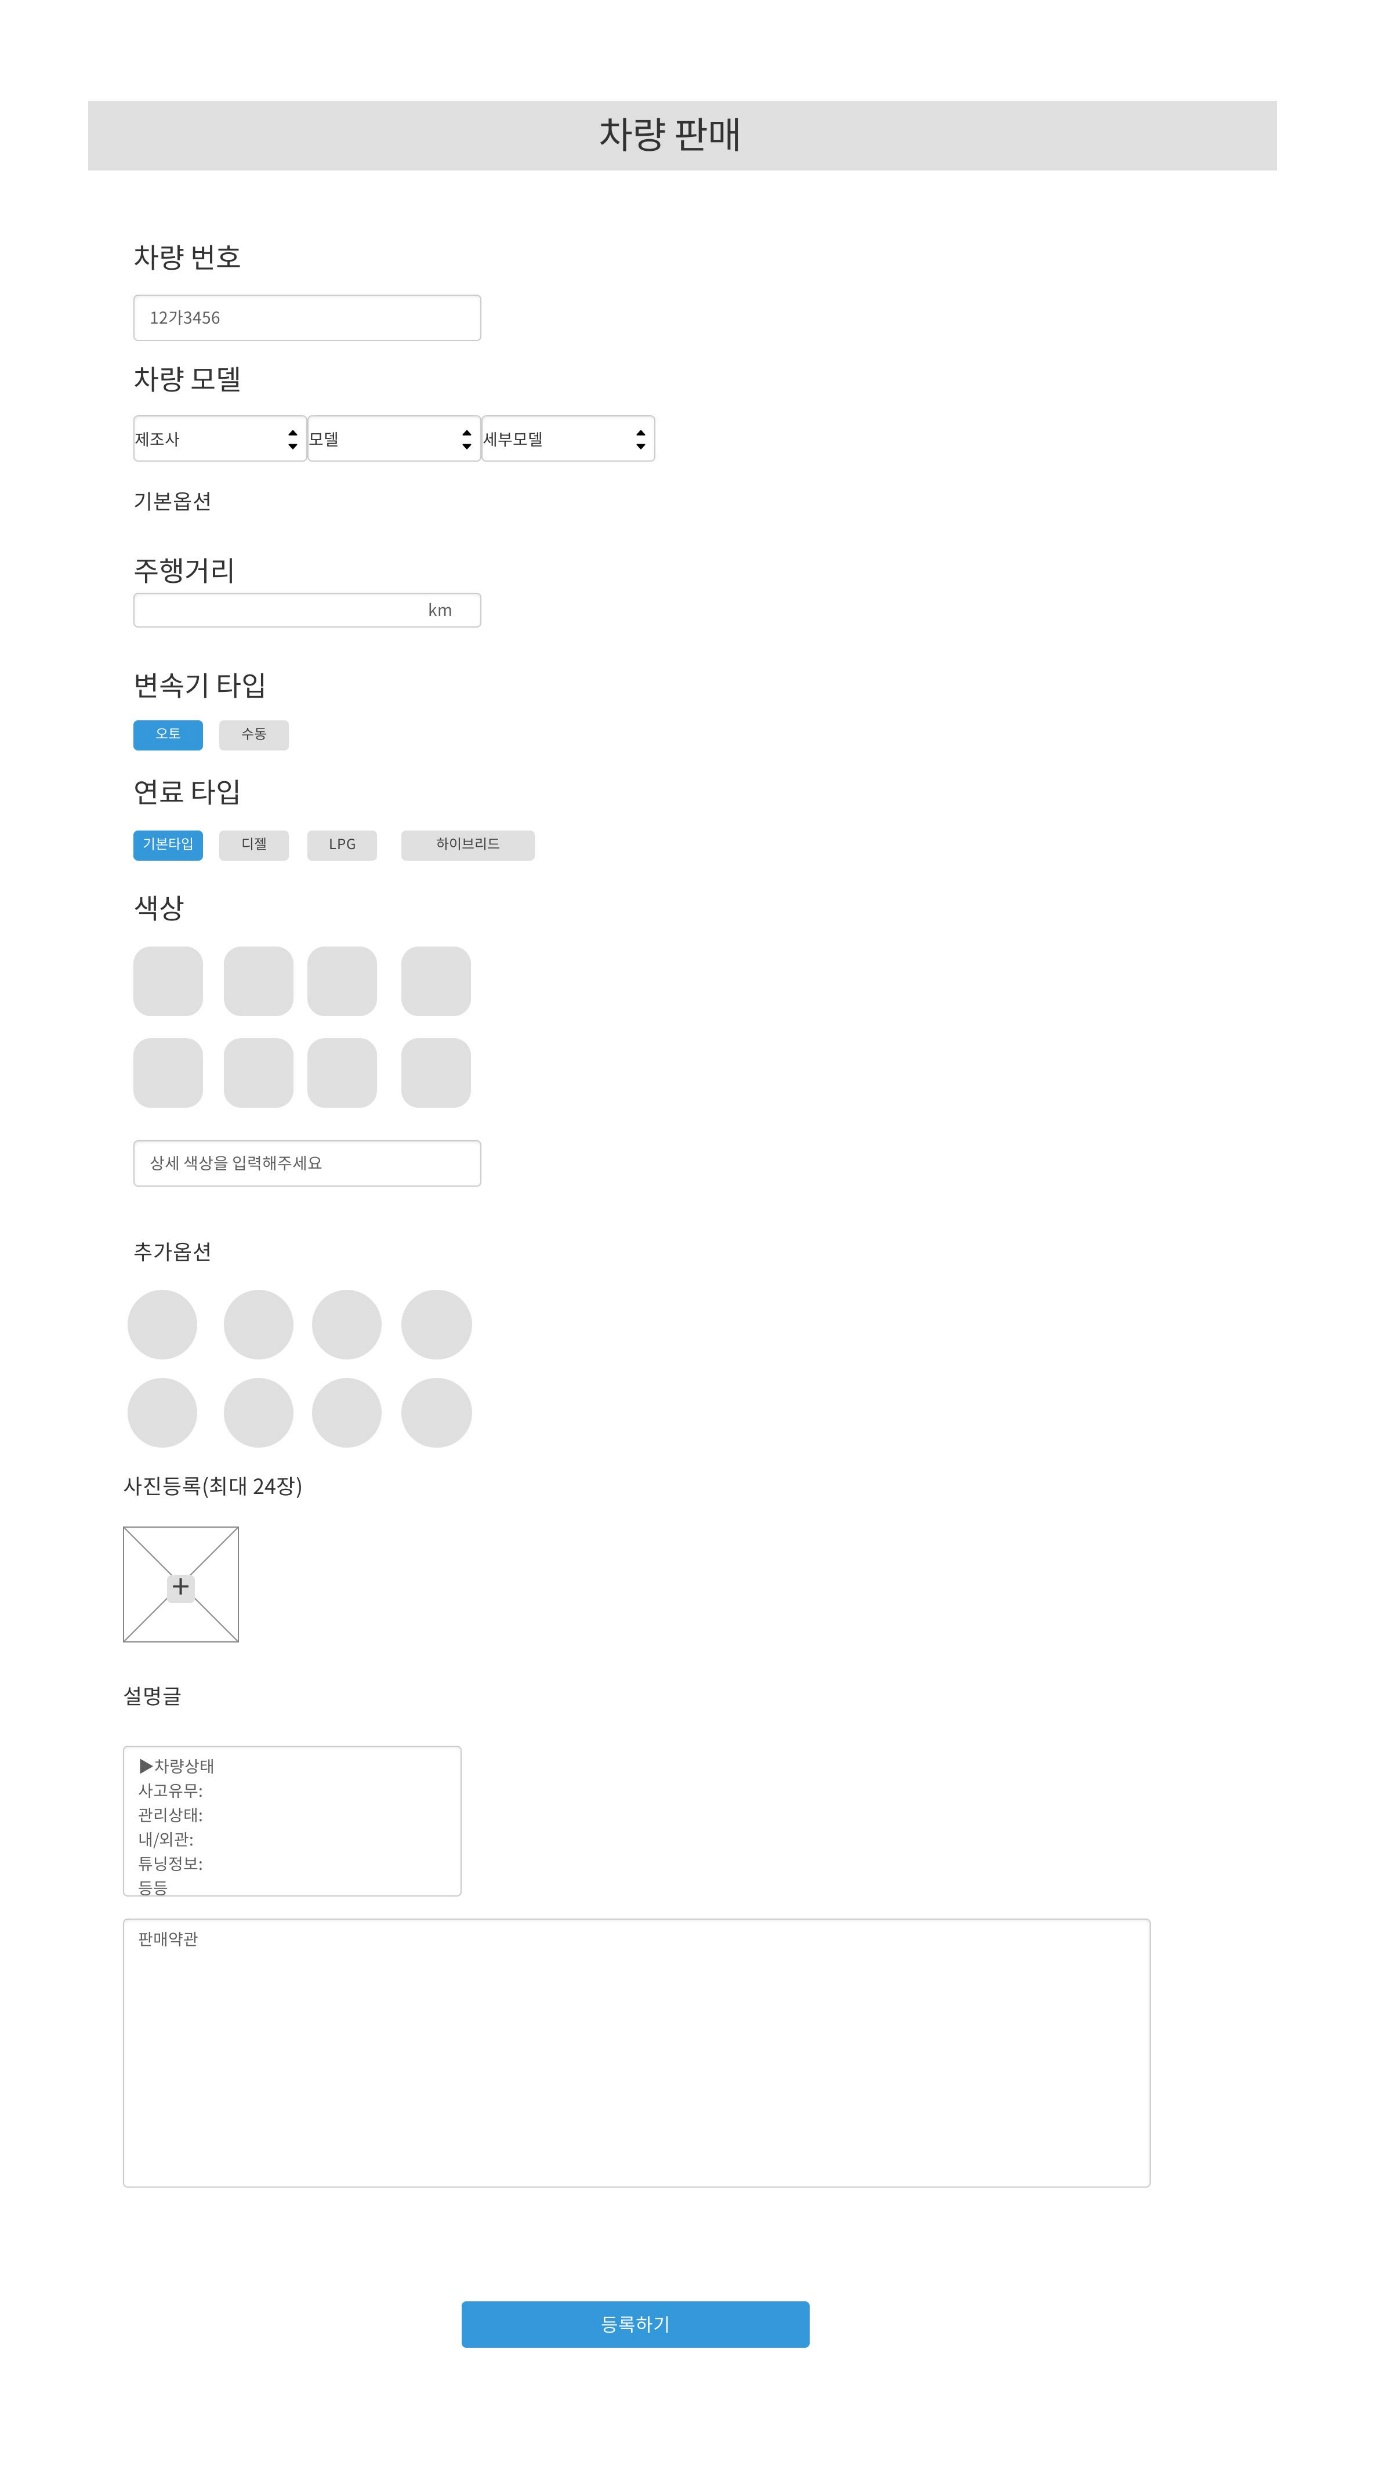 차량 판매
차량 번호
12가3456
차량 모델
제조사 모델 세부모델
기본옵션
주행거리
km
변속기 타입
오토 수동
연료 타입
기본타입 디젤 LPG 하이브리드
색상
상세 색상을 입력해주세요
추가옵션
사진등록(최대 24장)
+
설명글
▶차량상태
사고유무:
관리상태:
내/외관:
튜닝정보:
등등
판매약관
등록하기